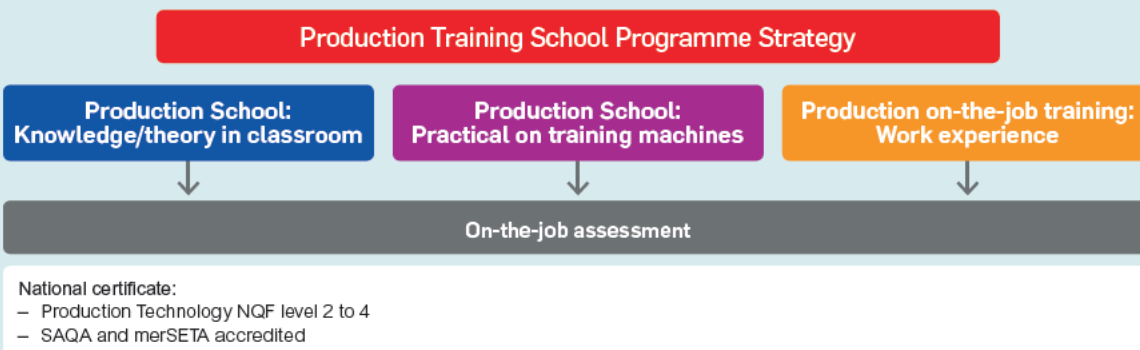 Production Training School Programme Strategy
Production School:
Knowledge/theory in classroom
Production School:
Practical on training machines
Production on-the-job training:
Work experience
On-the-job assessment
National certificate:
– Production Technology NQF level 2 to 4
– SAQA and merSETA accredited